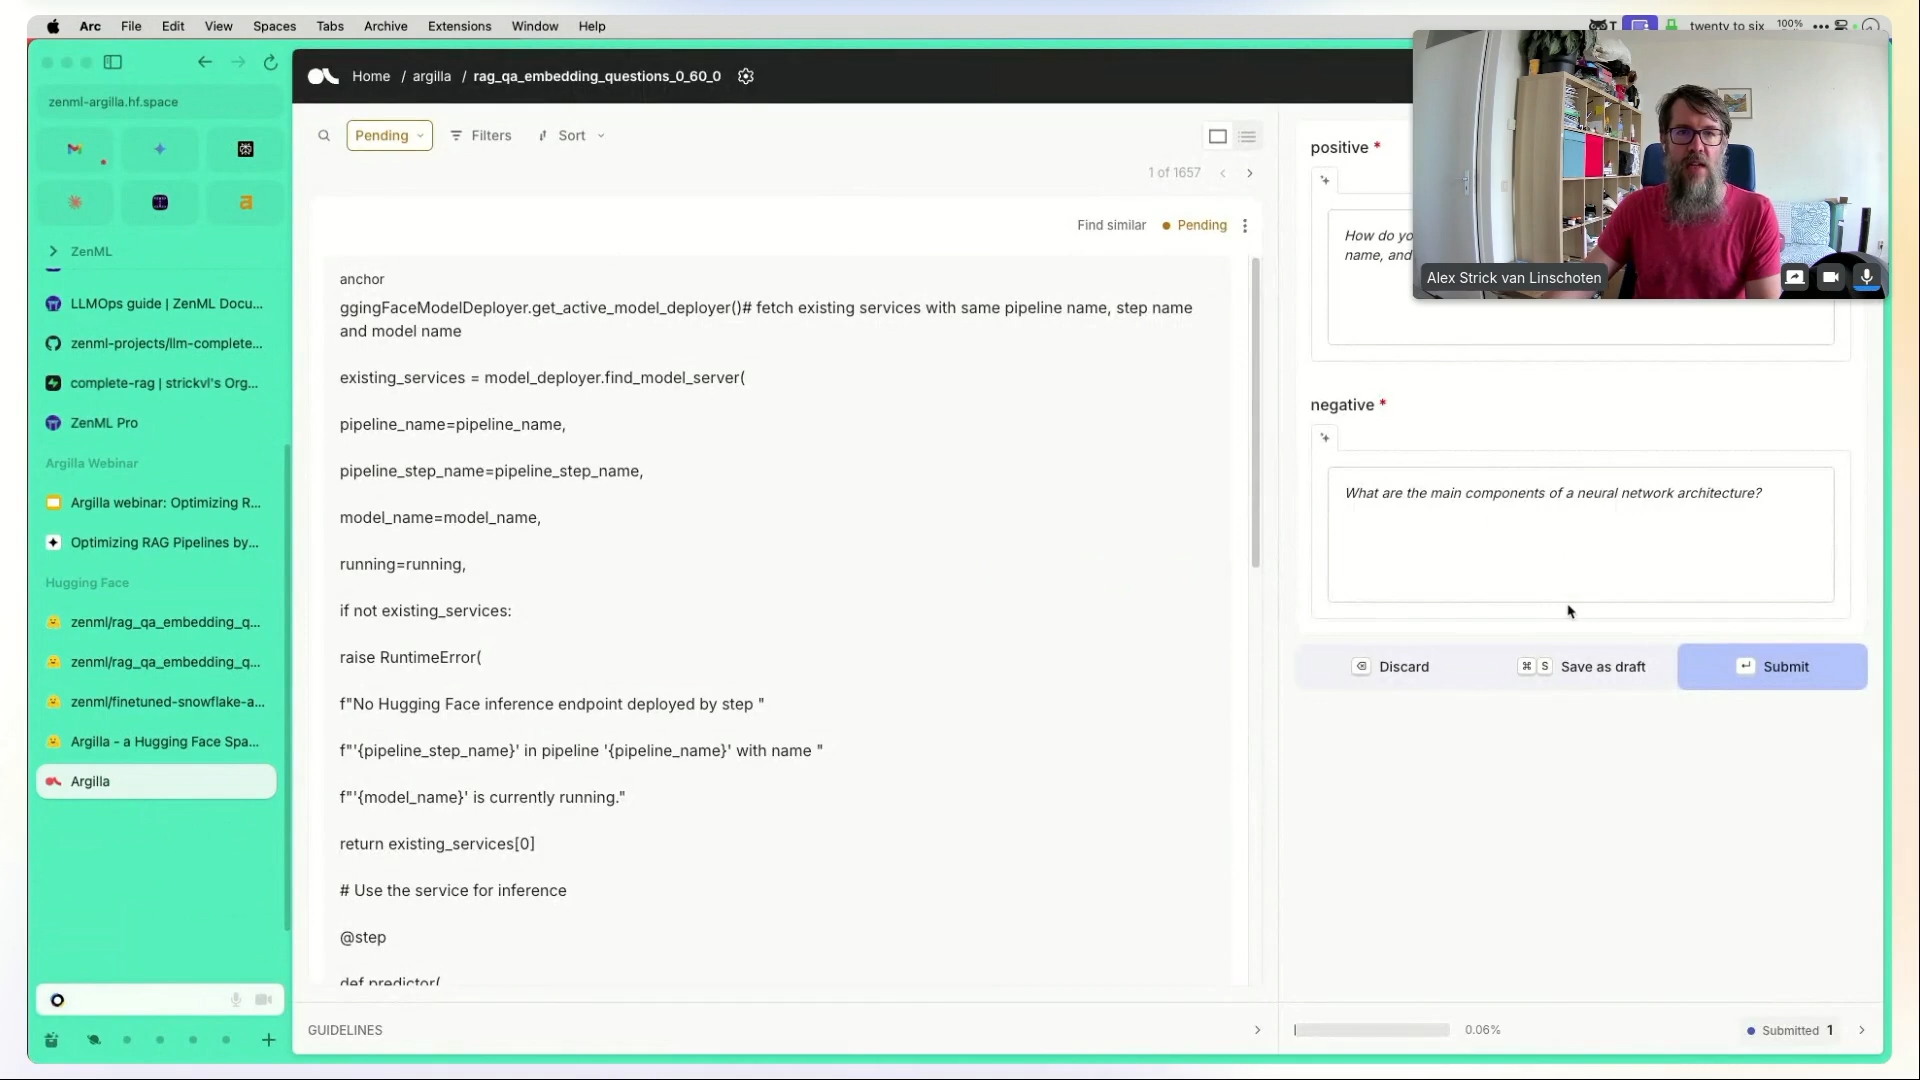 Arc File Edit View Spaces Tabs Archive Extensions Window Help
T twenty to six 100%
zenml-argilla.hf.space
ZenML
LLMOps guide | ZenML Docu...
zenml-projects/llm-complete...
complete-rag | strickvl's Org...
ZenML Pro
Argilla Webinar
Argilla webinar: Optimizing R...
Optimizing RAG Pipelines by...
Hugging Face
zenml/rag_qa_embedding_q...
zenml/rag_qa_embedding_q...
zenml/finetuned-snowflake-a...
Argilla - a Hugging Face Spa...
Argilla
Home / argilla / rag_qa_embedding_questions_0_60_0
Pending Filters Sort
1 of 1657
Find similar Pending
anchor
ggingFaceModelDeployer.get_active_model_deployer()# fetch existing services with same pipeline name, step name
and model name
existing_services = model_deployer.find_model_server(
pipeline_name=pipeline_name,
pipeline_step_name=pipeline_step_name,
model_name=model_name,
running=running,
if not existing_services:
raise RuntimeError(
f"No Hugging Face inference endpoint deployed by step "
f"'{pipeline_step_name}' in pipeline '{pipeline_name}' with name "
f"'{model_name}' is currently running."
return existing_services[0]
# Use the service for inference
@step
def predictor(
GUIDELINES
positive *
How do yo
name, and
Alex Strick van Linschoten
negative *
What are the main components of a neural network architecture?
Discard
⌘ S Save as draft
Submit
0.06%
Submitted 1